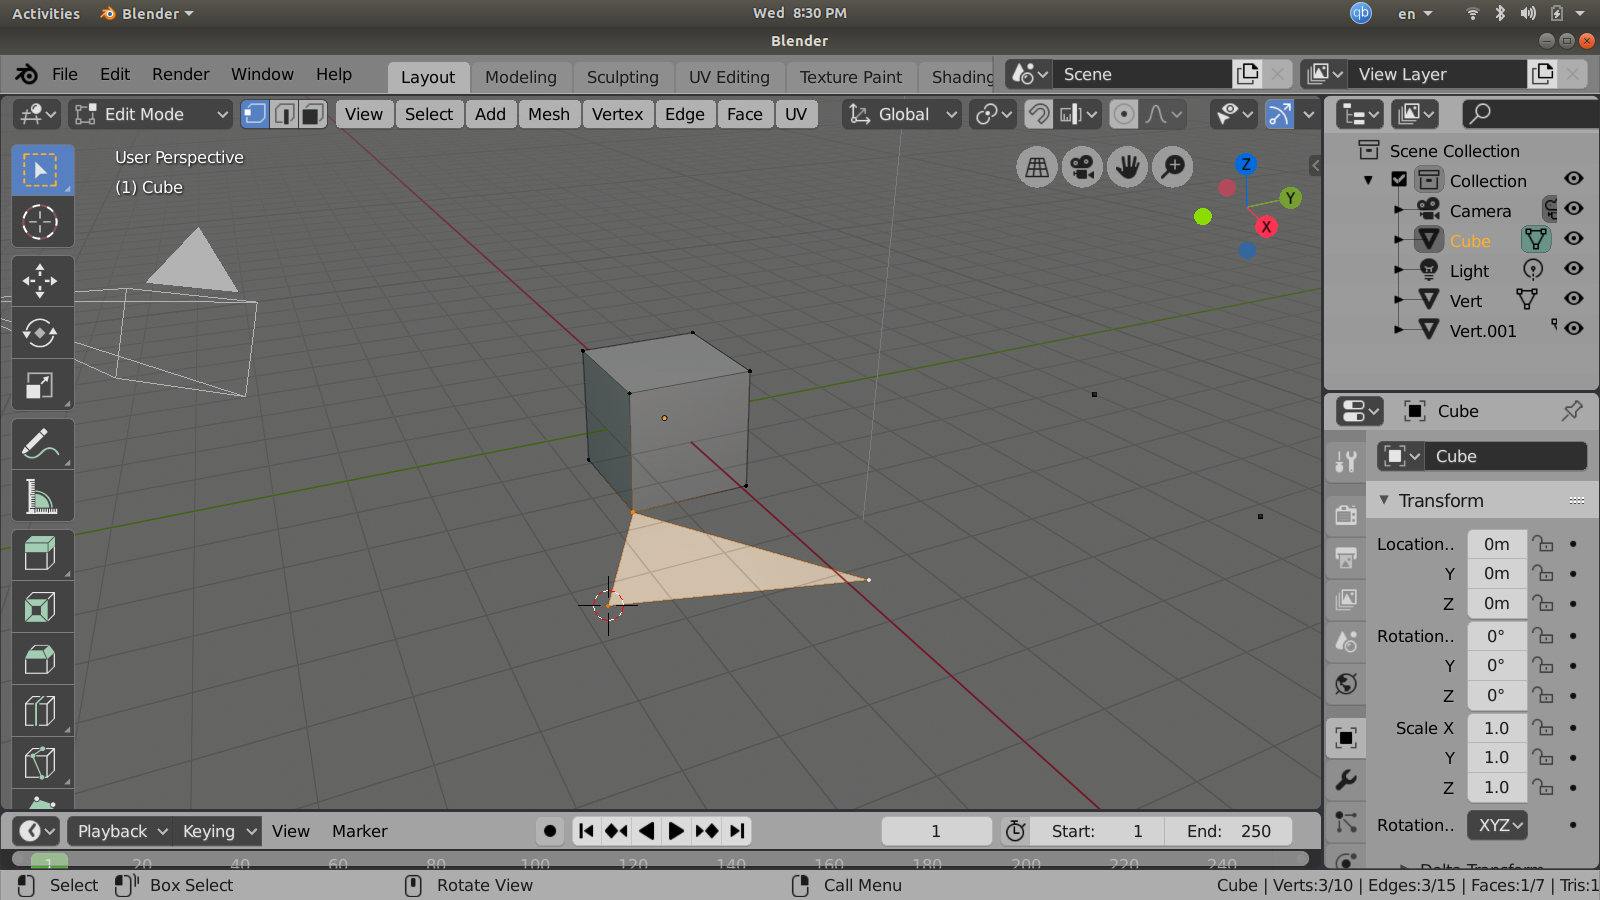 Activities Blender Wed 8:30 PM qb en
Blender
File Edit Render Window Help Layout Modeling Sculpting UV Editing Texture Paint Shading Scene View Layer
Edit Mode View Select Add Mesh Vertex Edge Face UV Global
User Perspective
(1) Cube
Z
Y
X
Scene Collection
Collection
Camera
Cube
Light
Vert
Vert.001
Cube
Cube
Transform
Location.. 0m
Y 0m
Z 0m
Rotation.. 0°
Y 0°
Z 0°
Scale X 1.0
Y 1.0
Z 1.0
Rotation.. XYZ
Delta Transform
Playback Keying View Marker 1 Start: 1 End: 250
1 20 40 60 80 100 120 140 160 180 200 220 240
Select Box Select Rotate View Call Menu Cube | Verts:3/10 | Edges:3/15 | Faces:1/7 | Tris:1